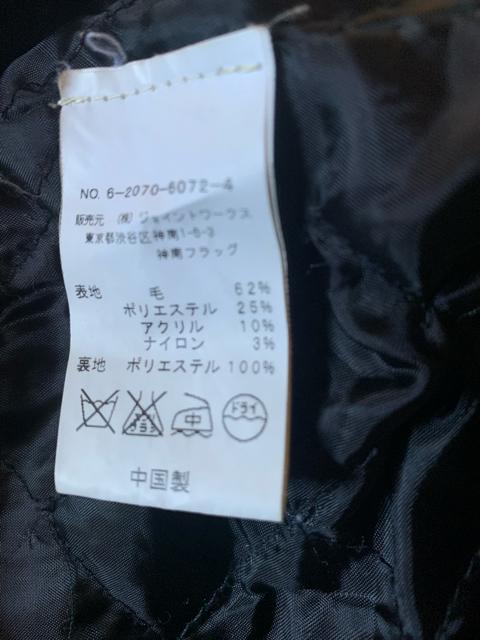 NO. 6-2070-6072-4
販売元 (株) ジョイントワークス
東京都渋谷区神南1-5-3
神南フラッグ
表地 毛 62%
ポリエステル 25%
アクリル 10%
ナイロン 3%
裏地 ポリエステル 100%
中 ドライ
中国製